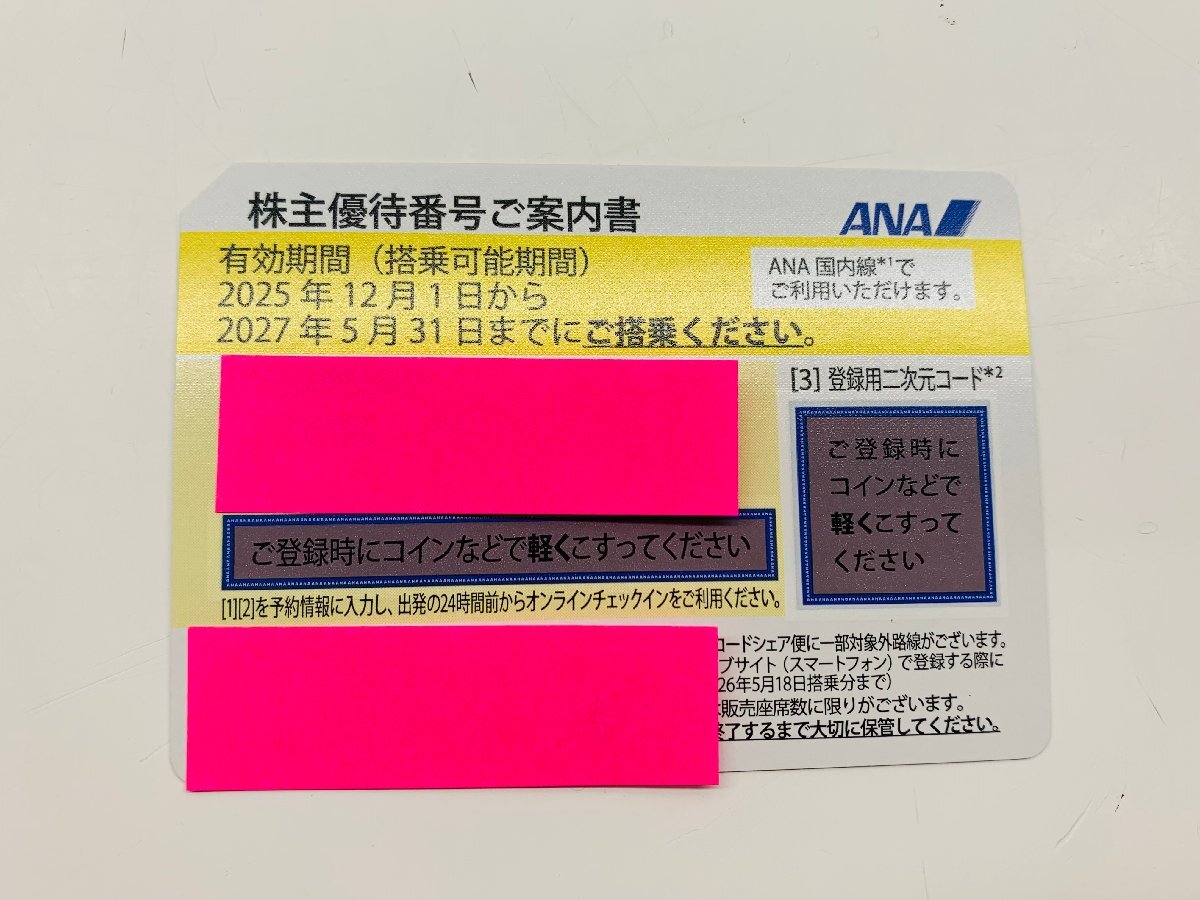 株主優待番号ご案内書
ANA
有効期間（搭乗可能期間）
2025年12月1日から
2027年5月31日までにご搭乗ください。
ANA国内線*1で
ご利用いただけます。
[3] 登録用二次元コード*2
ご登録時に
コインなどで
軽くこすって
ください
ご登録時にコインなどで軽くこすってください
[1][2]を予約情報に入力し、出発の24時間前からオンラインチェックインをご利用ください。
コードシェア便に一部対象外路線がございます。
ブサイト（スマートフォン）で登録する際に
26年5月18日搭乗分まで）
販売座席数に限りがございます。
終了するまで大切に保管してください。